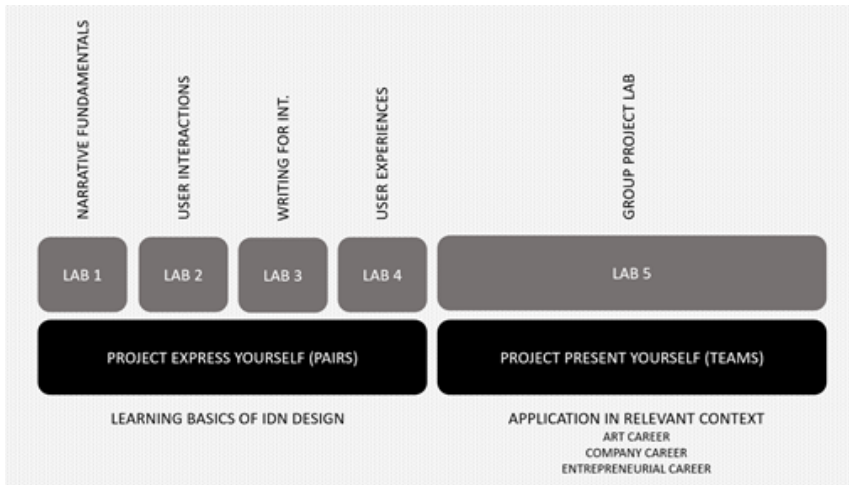 NARRATIVE FUNDAMENTALS
USER INTERACTIONS
WRITING FOR INT.
USER EXPERIENCES
GROUP PROJECT LAB
LAB 1
LAB 2
LAB 3
LAB 4
LAB 5
PROJECT EXPRESS YOURSELF (PAIRS)
PROJECT PRESENT YOURSELF (TEAMS)
LEARNING BASICS OF IDN DESIGN
APPLICATION IN RELEVANT CONTEXT
ART CAREER
COMPANY CAREER
ENTREPRENEURIAL CAREER